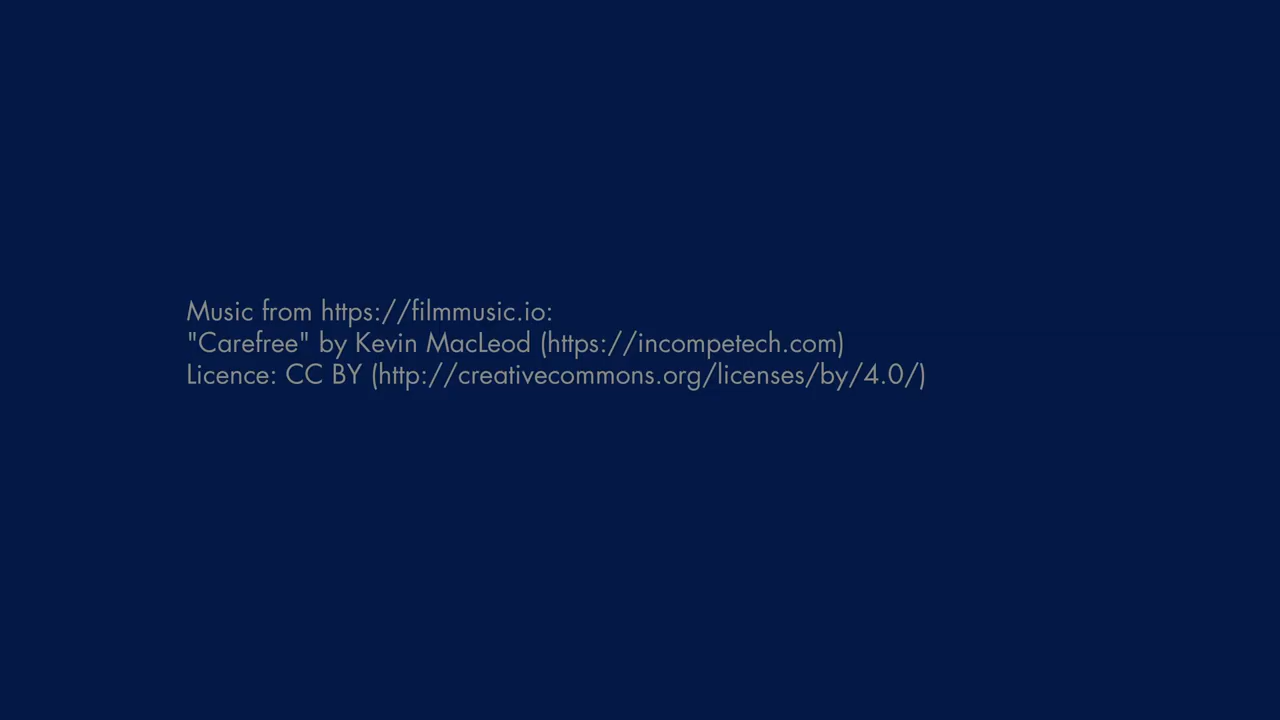 Music from https://filmmusic.io:
"Carefree" by Kevin MacLeod (https://incompetech.com)
Licence: CC BY (http://creativecommons.org/licenses/by/4.0/)